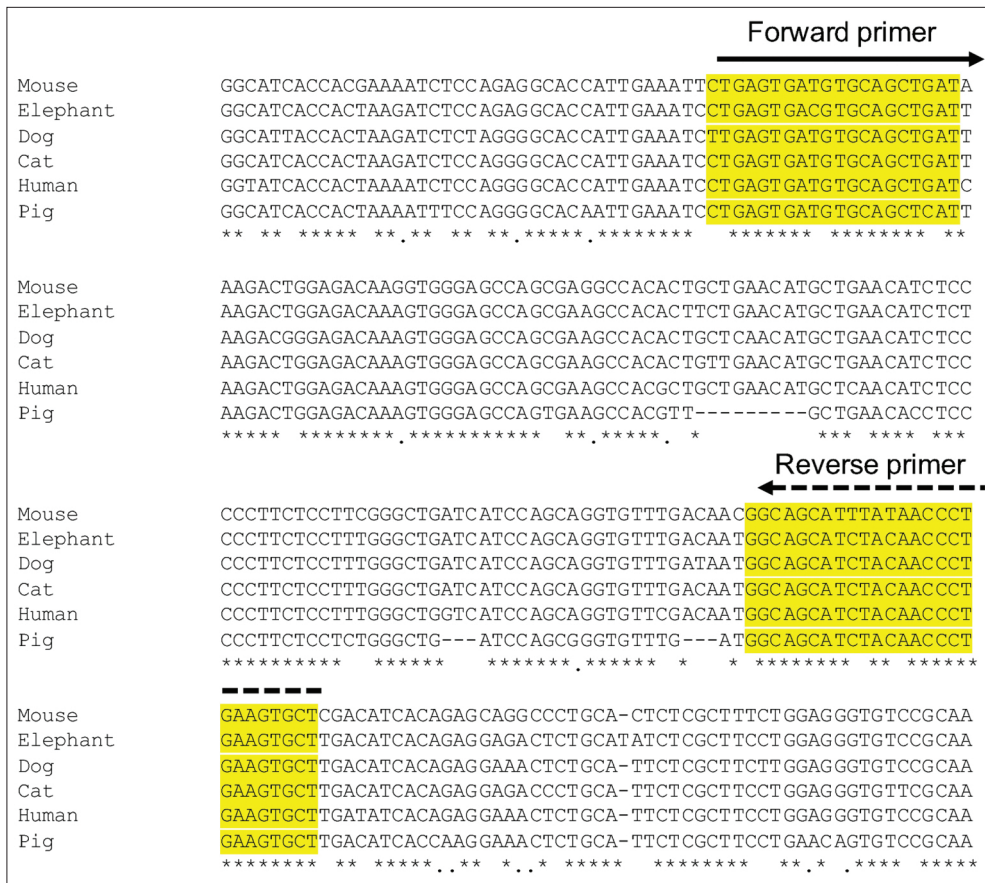 Forward primer
Mouse GGCATCACCACGAAAATCTCCAGAGGCACCATTGAAATTCTGAGTGATGTGCAGCTGATA
Elephant GGCATCACCACTAAGATCTCCAGGGGCACCATTGAAATCCTGAGTGACGTGCAGCTGATT
Dog GGCATTACCACTAAGATCTCTAGGGGCACCATTGAAATCTTGAGTGATGTGCAGCTGATT
Cat GGCATCACCACTAAGATCTCCAGGGGCACCATTGAAATCCTGAGTGATGTGCAGCTGATT
Human GGTATCACCACTAAAATCTCCAGGGGCACCATTGAAATCCTGAGTGATGTGCAGCTGATC
Pig GGCATCACCACTAAAATTTCCAGGGGCACAATTGAAATCCTGAGTGATGTGCAGCTCATT
** ** ***** **.** ** **.*****.********  ******* ******** **
Mouse AAGACTGGAGACAAGGTGGGAGCCAGCGAGGCCACACTGCTGAACATGCTGAACATCTCC
Elephant AAGACTGGAGACAAAGTGGGAGCCAGCGAAGCCACACTTCTGAACATGCTGAACATCTCT
Dog AAGACGGGAGACAAAGTGGGAGCCAGCGAAGCCACACTGCTCAACATGCTGAACATCTCC
Cat AAGACTGGAGACAAAGTGGGAGCCAGCGAAGCCACACTGTTGAACATGCTGAACATCTCC
Human AAGACTGGAGACAAAGTGGGAGCCAGCGAAGCCACGCTGCTGAACATGCTCAACATCTCC
Pig AAGACTGGAGACAAAGTGGGAGCCAGTGAAGCCACGTT---------GCTGAACACCTCC
***** ********.*********** **.*****. *         *** **** ***
Reverse primer
Mouse CCCTTCTCCTTCGGGCTGATCATCCAGCAGGTGTTTGACAACGGCAGCATTTATAACCCT
Elephant CCCTTCTCCTTTGGGCTGATCATCCAGCAGGTGTTTGACAATGGCAGCATCTACAACCCT
Dog CCCTTCTCCTTTGGGCTGATCATCCAGCAGGTGTTTGATAATGGCAGCATCTACAACCCT
Cat CCCTTCTCCTTTGGGCTGATCATCCAGCAGGTGTTTGACAATGGCAGCATCTACAACCCT
Human CCCTTCTCCTTTGGGCTGGTCATCCAGCAGGTGTTCGACAATGGCAGCATCTACAACCCT
Pig CCCTTCTCCTCTGGGCTG---ATCCAGCGGGTGTTTG---ATGGCAGCATCTACAACCCT
**********  ******   *******.****** *   * ******** ** ******
Mouse GAAGTGCTCGACATCACAGAGCAGGCCCTGCA-CTCTCGCTTTCTGGAGGGTGTCCGCAA
Elephant GAAGTGCTTGACATCACAGAGGAGACTCTGCATATCTCGCTTCCTGGAGGGTGTCCGCAA
Dog GAAGTGCTTGACATCACAGAGGAAACTCTGCA-TTCTCGCTTCTTGGAGGGTGTCCGCAA
Cat GAAGTGCTTGACATCACAGAGGAGACCCTGCA-TTCTCGCTTCCTGGAGGGTGTTCGCAA
Human GAAGTGCTTGATATCACAGAGGAAACTCTGCA-TTCTCGCTTCCTGGAGGGTGTCCGCAA
Pig GAAGTGCTTGACATCACCAAGGAAACTCTGCA-TTCTCGCTTCCTGAACAGTGTCCGCAA
******** ** *****..** *..* *****  ********  **.*. **** *****